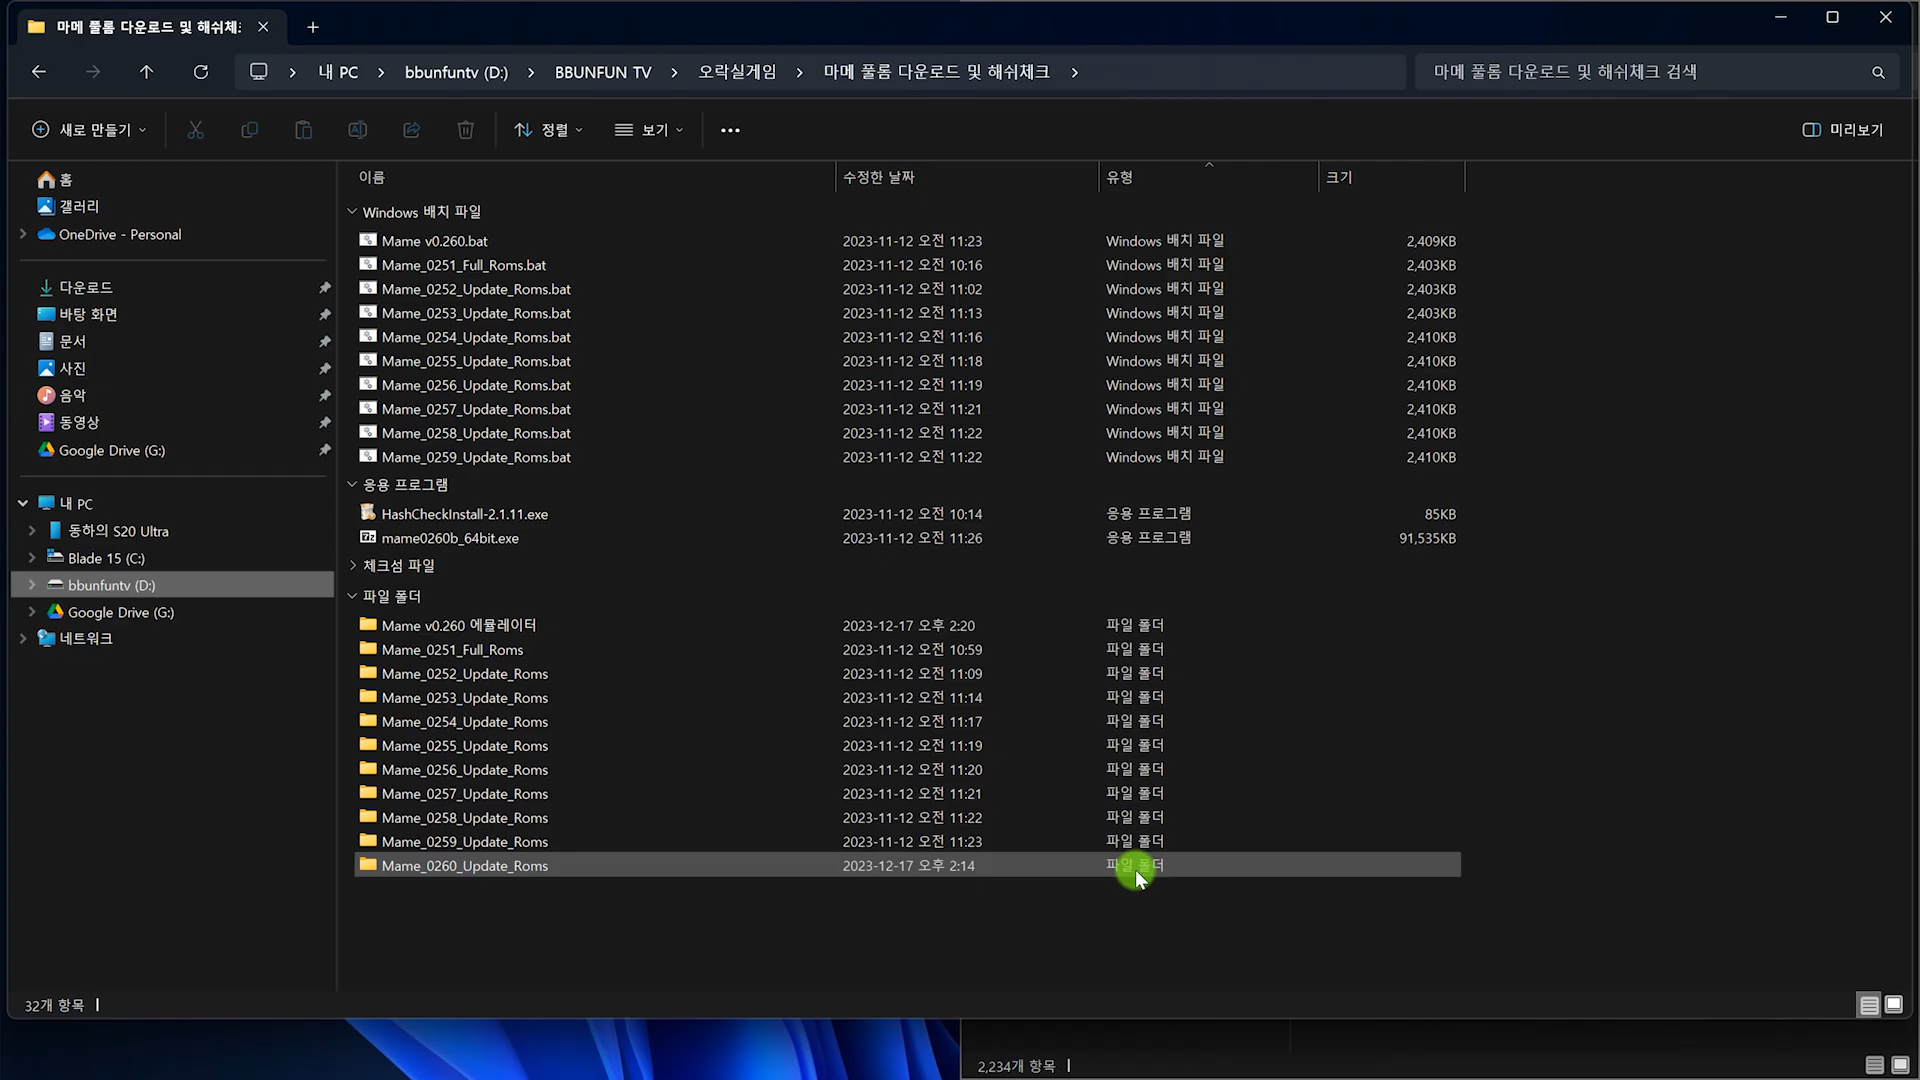 마메 풀롬 다운로드 및 해쉬체크
내 PC > bbunfuntv (D:) > BBUNFUN TV > 오락실게임 > 마메 풀롬 다운로드 및 해쉬체크 >
마메 풀롬 다운로드 및 해쉬체크 검색
새로 만들기
정렬
보기
미리보기
홈
갤러리
OneDrive - Personal
다운로드
바탕 화면
문서
사진
음악
동영상
Google Drive (G:)
내 PC
동하의 S20 Ultra
Blade 15 (C:)
bbunfuntv (D:)
Google Drive (G:)
네트워크
이름 수정한 날짜 유형 크기
Windows 배치 파일
Mame v0.260.bat 2023-11-12 오전 11:23 Windows 배치 파일 2,409KB
Mame_0251_Full_Roms.bat 2023-11-12 오전 10:16 Windows 배치 파일 2,403KB
Mame_0252_Update_Roms.bat 2023-11-12 오전 11:02 Windows 배치 파일 2,403KB
Mame_0253_Update_Roms.bat 2023-11-12 오전 11:13 Windows 배치 파일 2,403KB
Mame_0254_Update_Roms.bat 2023-11-12 오전 11:16 Windows 배치 파일 2,410KB
Mame_0255_Update_Roms.bat 2023-11-12 오전 11:18 Windows 배치 파일 2,410KB
Mame_0256_Update_Roms.bat 2023-11-12 오전 11:19 Windows 배치 파일 2,410KB
Mame_0257_Update_Roms.bat 2023-11-12 오전 11:21 Windows 배치 파일 2,410KB
Mame_0258_Update_Roms.bat 2023-11-12 오전 11:22 Windows 배치 파일 2,410KB
Mame_0259_Update_Roms.bat 2023-11-12 오전 11:22 Windows 배치 파일 2,410KB
응용 프로그램
HashCheckInstall-2.1.11.exe 2023-11-12 오전 10:14 응용 프로그램 85KB
mame0260b_64bit.exe 2023-11-12 오전 11:26 응용 프로그램 91,535KB
체크섬 파일
파일 폴더
Mame v0.260 에뮬레이터 2023-12-17 오후 2:20 파일 폴더
Mame_0251_Full_Roms 2023-11-12 오전 10:59 파일 폴더
Mame_0252_Update_Roms 2023-11-12 오전 11:09 파일 폴더
Mame_0253_Update_Roms 2023-11-12 오전 11:14 파일 폴더
Mame_0254_Update_Roms 2023-11-12 오전 11:17 파일 폴더
Mame_0255_Update_Roms 2023-11-12 오전 11:19 파일 폴더
Mame_0256_Update_Roms 2023-11-12 오전 11:20 파일 폴더
Mame_0257_Update_Roms 2023-11-12 오전 11:21 파일 폴더
Mame_0258_Update_Roms 2023-11-12 오전 11:22 파일 폴더
Mame_0259_Update_Roms 2023-11-12 오전 11:23 파일 폴더
Mame_0260_Update_Roms 2023-12-17 오후 2:14 파일 폴더
32개 항목
2,234개 항목